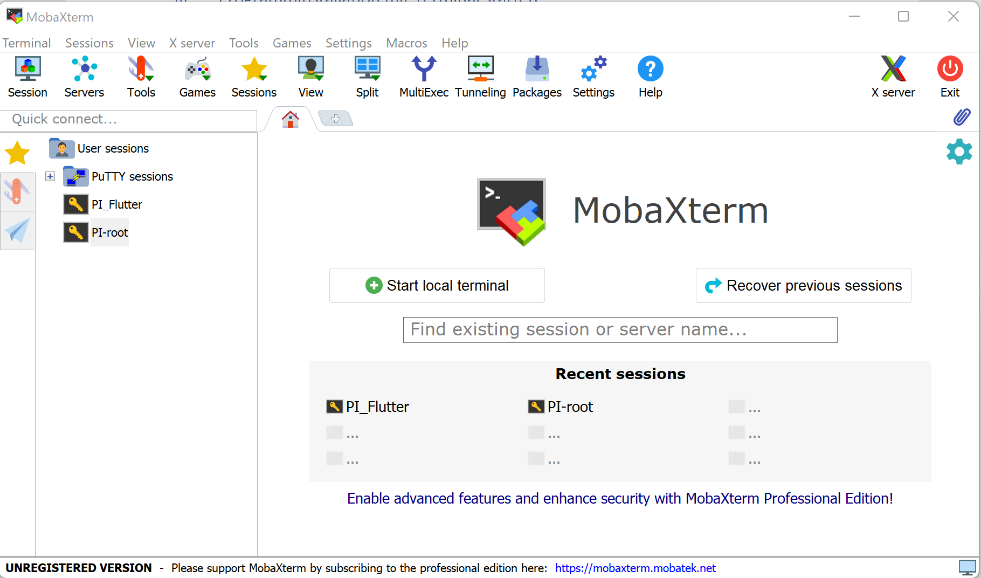 MobaXterm
Terminal Sessions View X server Tools Games Settings Macros Help
Session Servers Tools Games Sessions View Split MultiExec Tunneling Packages Settings Help X server Exit
Quick connect...
User sessions
PuTTY sessions
PI_Flutter
PI-root
>_
MobaXterm
Start local terminal Recover previous sessions
Find existing session or server name...
Recent sessions
PI_Flutter PI-root ...
... ... ...
... ... ...
Enable advanced features and enhance security with MobaXterm Professional Edition!
UNREGISTERED VERSION - Please support MobaXterm by subscribing to the professional edition here: https://mobaxterm.mobatek.net